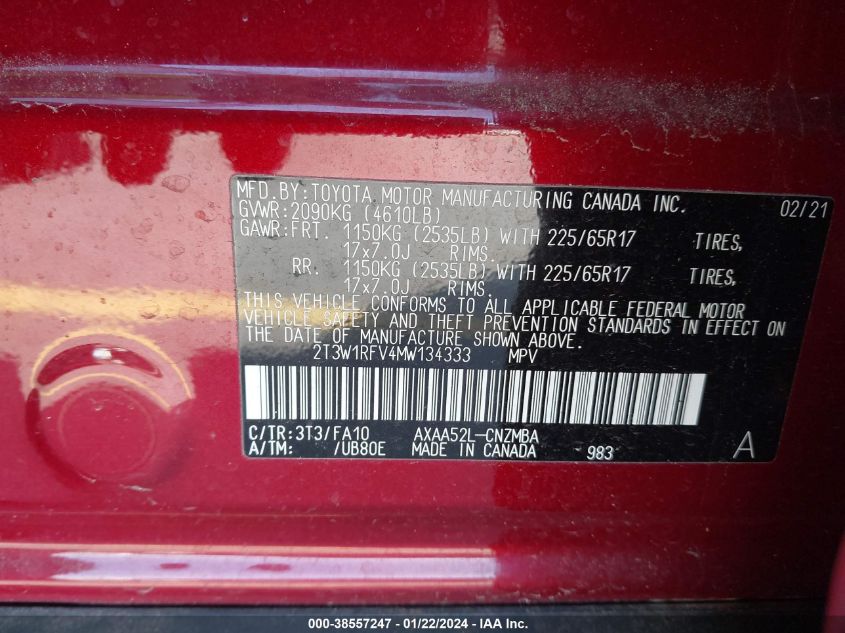 MFD.BY:TOYOTA MOTOR MANUFACTURING CANADA INC. 02/21
GVWR:2090KG (4610LB)
GAWR:FRT. 1150KG (2535LB) WITH 225/65R17 TIRES,
17x7.0J RIMS.
RR. 1150KG (2535LB) WITH 225/65R17 TIRES,
17x7.0J RIMS.
THIS VEHICLE CONFORMS TO ALL APPLICABLE FEDERAL MOTOR
VEHICLE SAFETY AND THEFT PREVENTION STANDARDS IN EFFECT ON
THE DATE OF MANUFACTURE SHOWN ABOVE.
2T3W1RFV4MW134333 MPV
C/TR:3T3/FA10 AXAA52L-CNZMBA
A/TM: /UB80E MADE IN CANADA 983 A
000-38557247 - 01/22/2024 - IAA Inc.